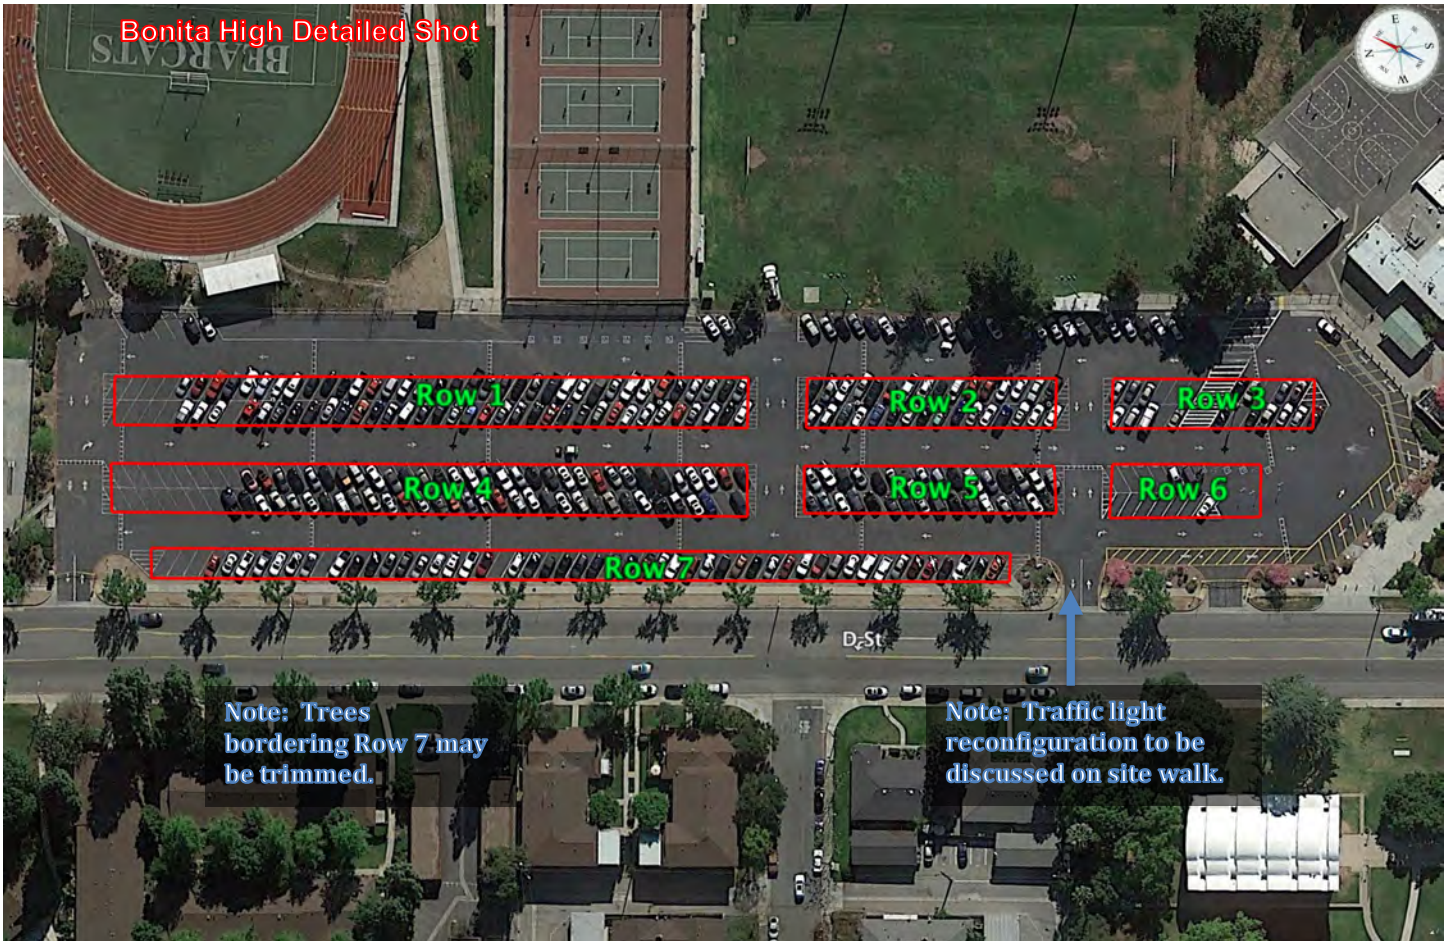 Bonita High Detailed Shot
BEARCATS
E
S
N
W
Row 1
Row 2
Row 3
Row 4
Row 5
Row 6
Row 7
D St
Note: Trees
bordering Row 7 may
be trimmed.
Note: Traffic light
reconfiguration to be
discussed on site walk.